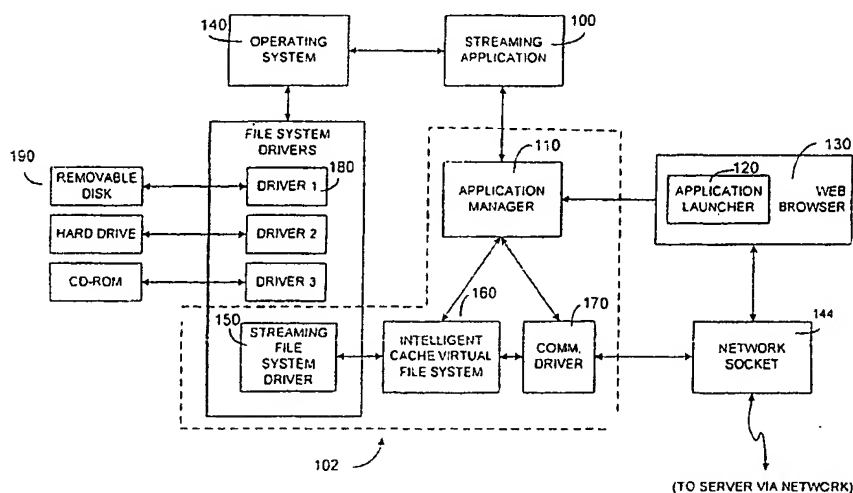 140
OPERATING
SYSTEM
100
STREAMING
APPLICATION
FILE SYSTEM
DRIVERS
190
REMOVABLE
DISK
DRIVER 1
180
HARD DRIVE
DRIVER 2
CD-ROM
DRIVER 3
110
APPLICATION
MANAGER
130
120
APPLICATION
LAUNCHER
WEB
BROWSER
150
STREAMING
FILE
SYSTEM
DRIVER
160
INTELLIGENT
CACHE VIRTUAL
FILE SYSTEM
170
COMM.
DRIVER
144
NETWORK
SOCKET
102
(TO SERVER VIA NETWORK)